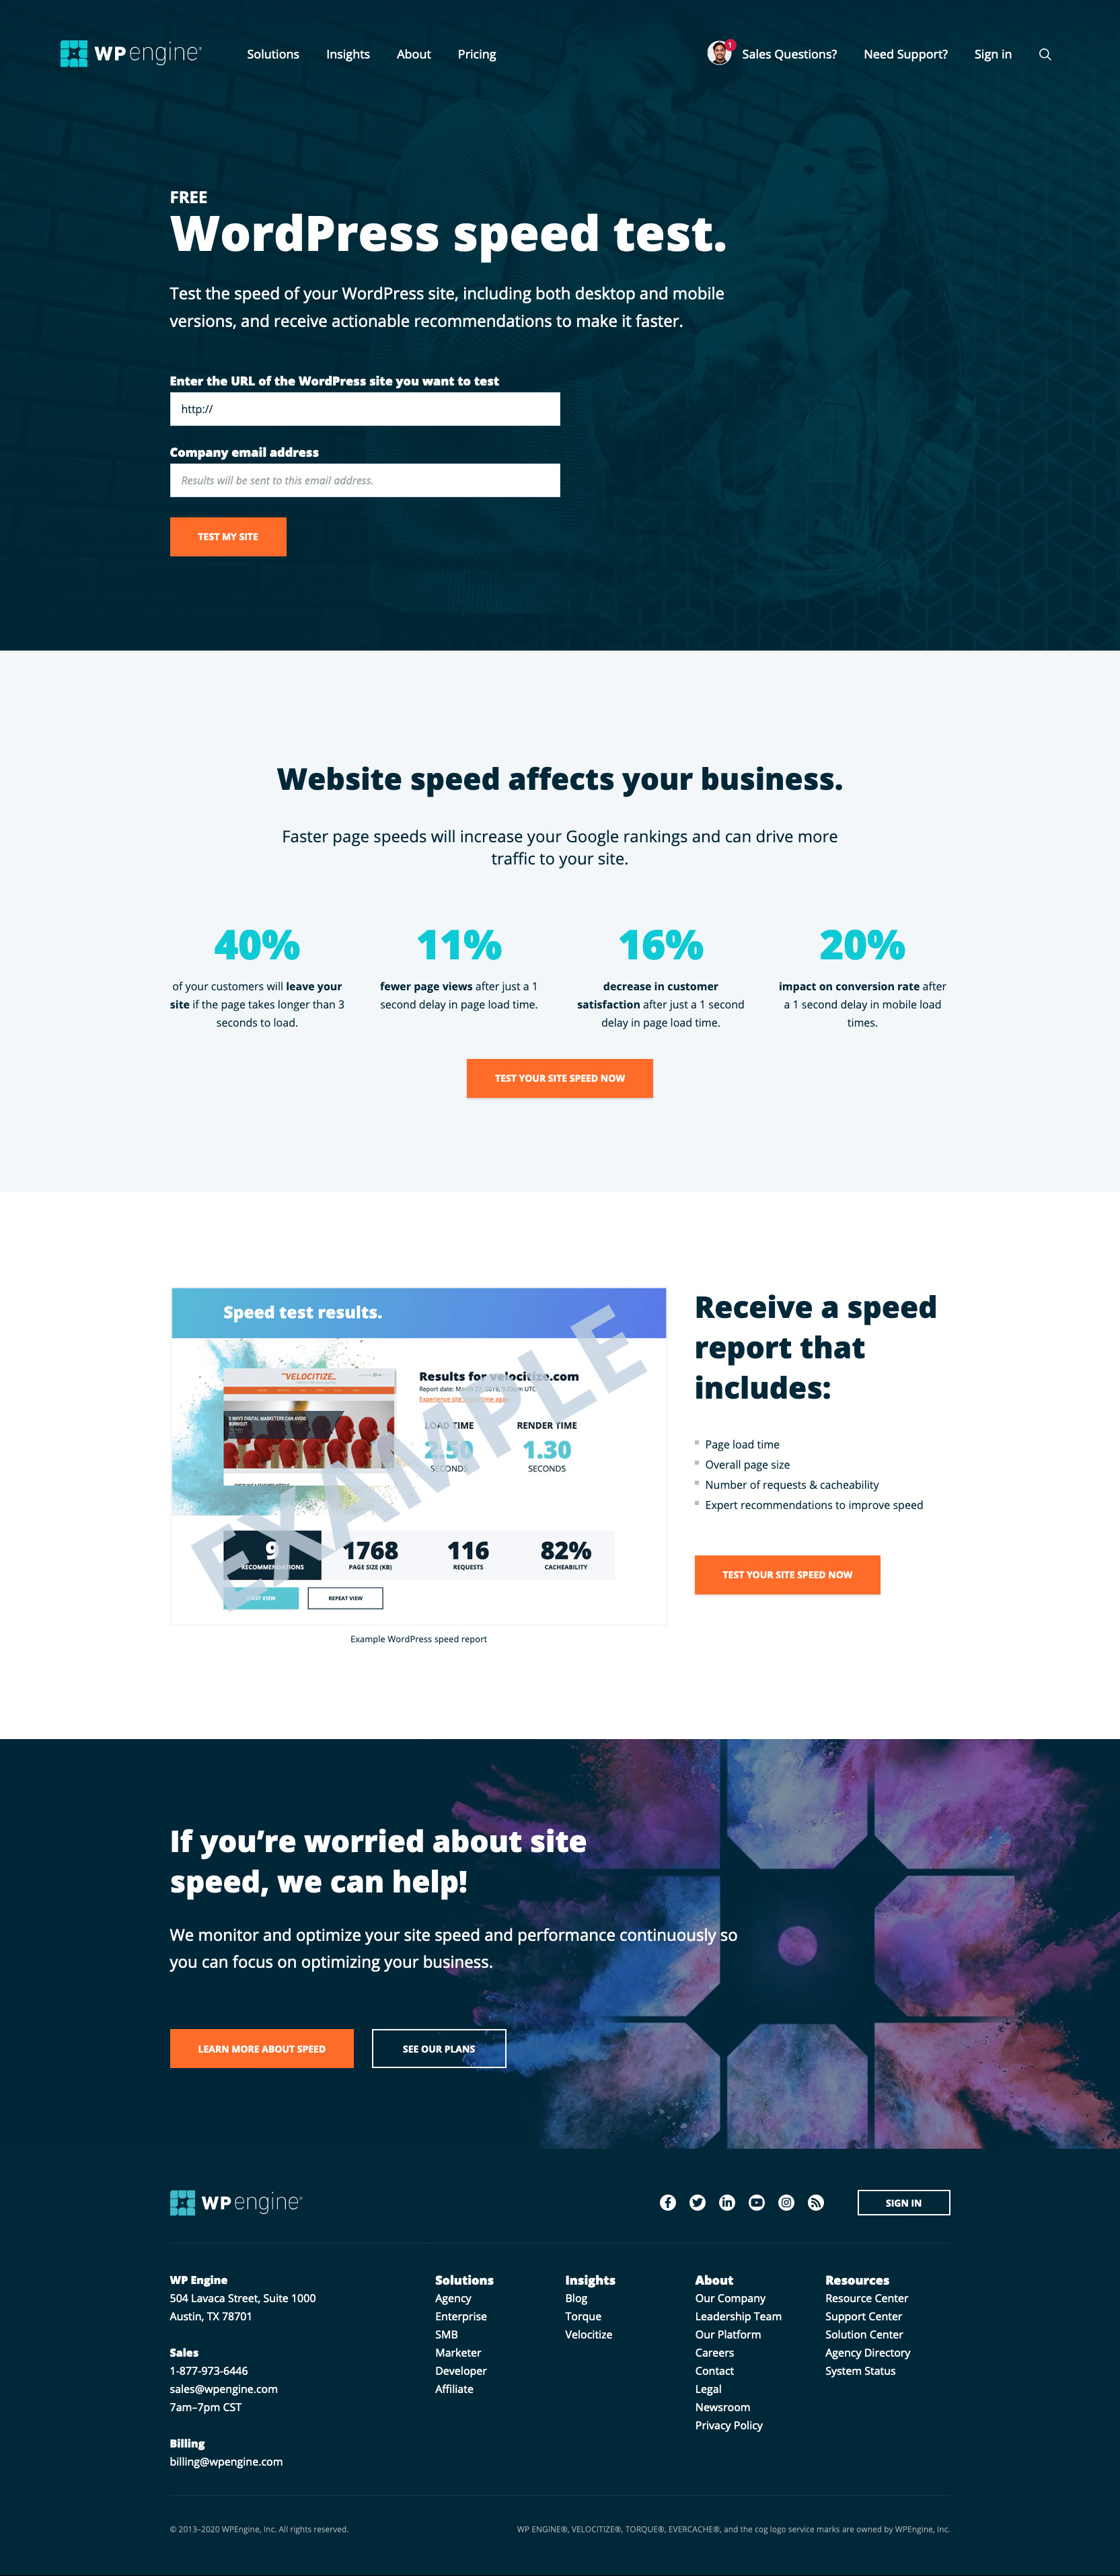 WP engine®
Solutions
Insights
About
Pricing
1
Sales Questions?
Need Support?
Sign in
FREE
WordPress speed test.
Test the speed of your WordPress site, including both desktop and mobile
versions, and receive actionable recommendations to make it faster.
Enter the URL of the WordPress site you want to test
http://
Company email address
Results will be sent to this email address.
TEST MY SITE
Website speed affects your business.
Faster page speeds will increase your Google rankings and can drive more
traffic to your site.
40%
of your customers will leave your
site if the page takes longer than 3
seconds to load.
11%
fewer page views after just a 1
second delay in page load time.
16%
decrease in customer
satisfaction after just a 1 second
delay in page load time.
20%
impact on conversion rate after
a 1 second delay in mobile load
times.
TEST YOUR SITE SPEED NOW
Speed test results.
EXAMPLE
VELOCITIZE
5 WAYS DIGITAL MARKETERS CAN AVOID
BURNOUT
Results for velocitize.com
Report date: March 2019, UTC
Experience site's load time again
LOAD TIME
2.50
SECONDS
RENDER TIME
1.30
SECONDS
9
RECOMMENDATIONS
1768
PAGE SIZE (KB)
116
REQUESTS
82%
CACHEABILITY
FIRST VIEW
REPEAT VIEW
Example WordPress speed report
Receive a speed
report that
includes:
Page load time
Overall page size
Number of requests & cacheability
Expert recommendations to improve speed
TEST YOUR SITE SPEED NOW
If you’re worried about site
speed, we can help!
We monitor and optimize your site speed and performance continuously so
you can focus on optimizing your business.
LEARN MORE ABOUT SPEED
SEE OUR PLANS
WP engine®
SIGN IN
WP Engine
504 Lavaca Street, Suite 1000
Austin, TX 78701
Sales
1-877-973-6446
sales@wpengine.com
7am–7pm CST
Billing
billing@wpengine.com
Solutions
Agency
Enterprise
SMB
Marketer
Developer
Affiliate
Insights
Blog
Torque
Velocitize
About
Our Company
Leadership Team
Our Platform
Careers
Contact
Legal
Newsroom
Privacy Policy
Resources
Resource Center
Support Center
Solution Center
Agency Directory
System Status
© 2013–2020 WPEngine, Inc. All rights reserved.
WP ENGINE®, VELOCITIZE®, TORQUE®, EVERCACHE®, and the cog logo service marks are owned by WPEngine, Inc.